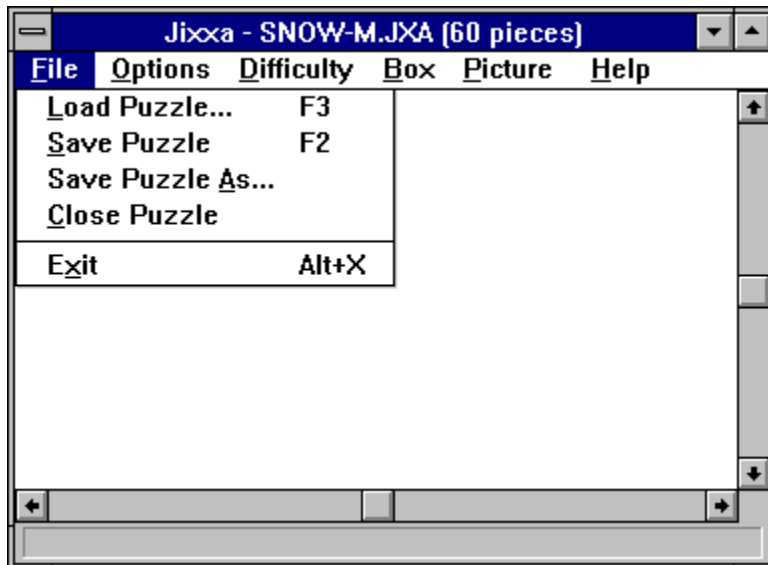 Jixxa - SNOW-M.JXA (60 pieces)
File Options Difficulty Box Picture Help
Load Puzzle... F3
Save Puzzle F2
Save Puzzle As...
Close Puzzle
Exit Alt+X